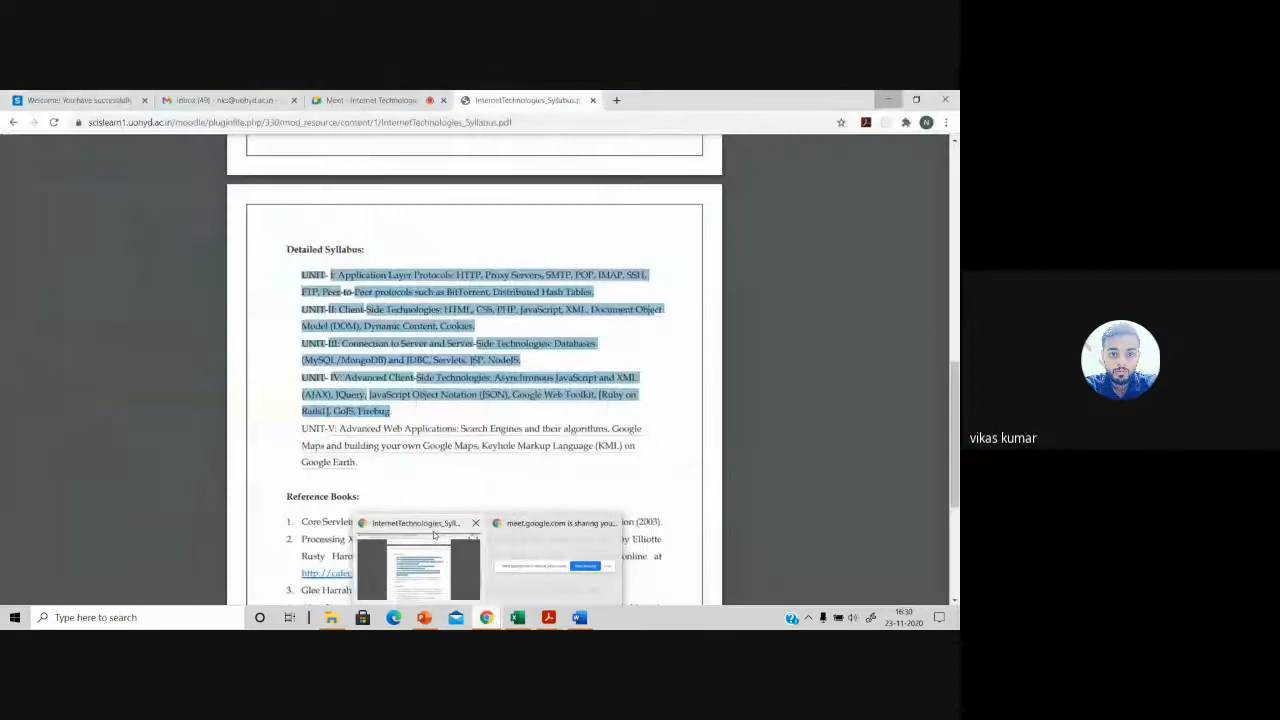 Welcome! You have successfully
Inbox (49) - nks@uohyd.ac.in -
Meet - Internet Technologie
InternetTechnologies_Syllabus.p
scislearn1.uohyd.ac.in/moodle/pluginfile.php/330/mod_resource/content/1/InternetTechnologies_Syllabus.pdf
N
Detailed Syllabus:
UNIT- I: Application Layer Protocols: HTTP, Proxy Servers, SMTP, POP, IMAP, SSH,
FTP, Peer-to-Peer protocols such as BitTorrent, Distributed Hash Tables.
UNIT-II: Client-Side Technologies: HTML, CSS, PHP, JavaScript, XML, Document Object
Model (DOM), Dynamic Content, Cookies.
UNIT-III: Connection to Server and Server-Side Technologies: Databases
(MySQL/MongoDB) and JDBC, Servlets, JSP, NodeJS.
UNIT- IV: Advanced Client-Side Technologies: Asynchronous JavaScript and XML
(AJAX), JQuery, JavaScript Object Notation (JSON), Google Web Toolkit, [Ruby on
Rails1], GoJS, Firebug.
UNIT-V: Advanced Web Applications: Search Engines and their algorithms, Google
Maps and building your own Google Maps, Keyhole Markup Language (KML) on
Google Earth.
Reference Books:
1. Core Servlet
ion (2003).
2. Processing X
by Elliotte
Rusty Haro
online at
http://cafec
3. Glee Harrah
InternetTechnologies_Syll...
meet.google.com is sharing you...
Type here to search
16:30
23-11-2020
vikas kumar